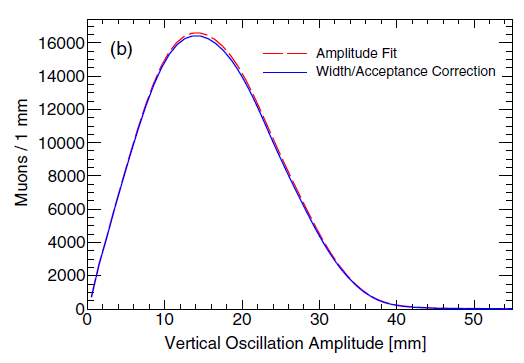 (b)
Amplitude Fit
Width/Acceptance Correction
Muons / 1 mm
16000
14000
12000
10000
8000
6000
4000
2000
0
0 10 20 30 40 50
Vertical Oscillation Amplitude [mm]